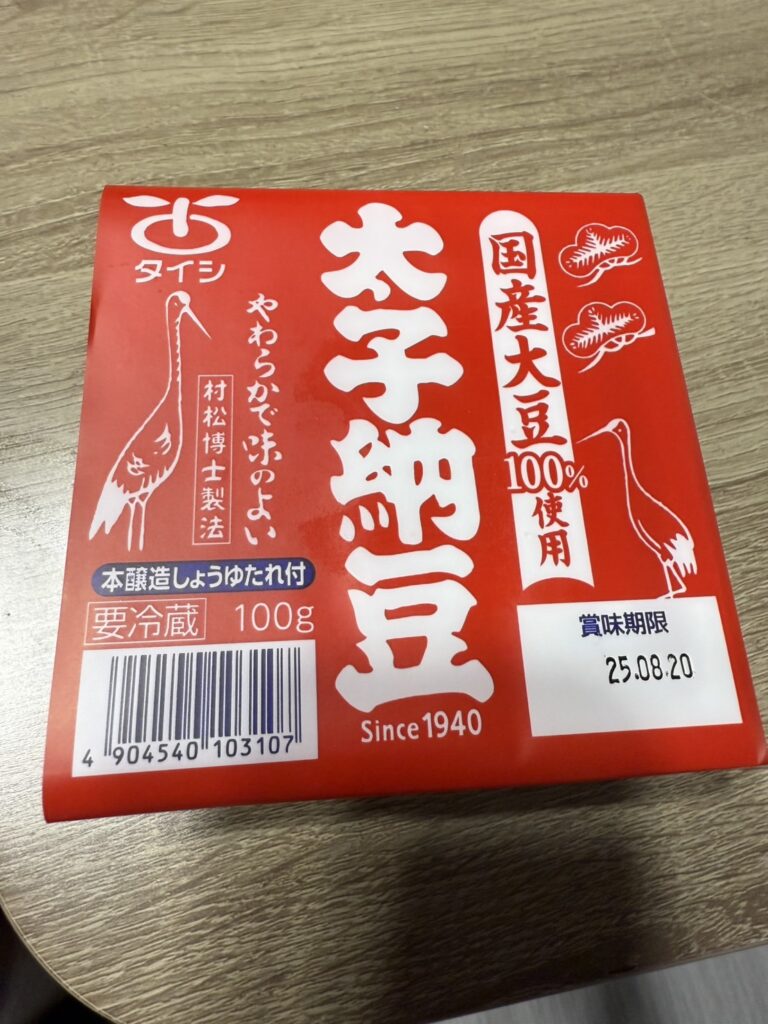 タイシ
太子納豆
Since 1940
国産大豆100%使用
やわらかで味のよい
村松博士製法
本醸造しょうゆたれ付
要冷蔵 100g
4 904540 103107
賞味期限
25.08.20